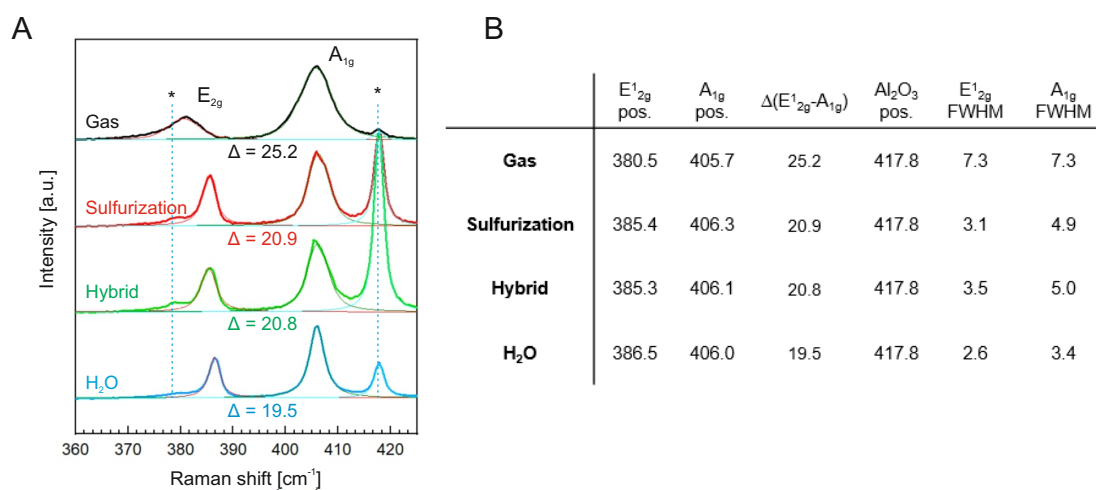 A
B
Intensity [a.u.]
* E2g A1g *
Gas
Δ = 25.2
Sulfurization
Δ = 20.9
Hybrid
Δ = 20.8
H2O
Δ = 19.5
360 370 380 390 400 410 420
Raman shift [cm-1]
E12g pos. A1g pos. Δ(E12g-A1g) Al2O3 pos. E12g FWHM A1g FWHM
Gas 380.5 405.7 25.2 417.8 7.3 7.3
Sulfurization 385.4 406.3 20.9 417.8 3.1 4.9
Hybrid 385.3 406.1 20.8 417.8 3.5 5.0
H2O 386.5 406.0 19.5 417.8 2.6 3.4